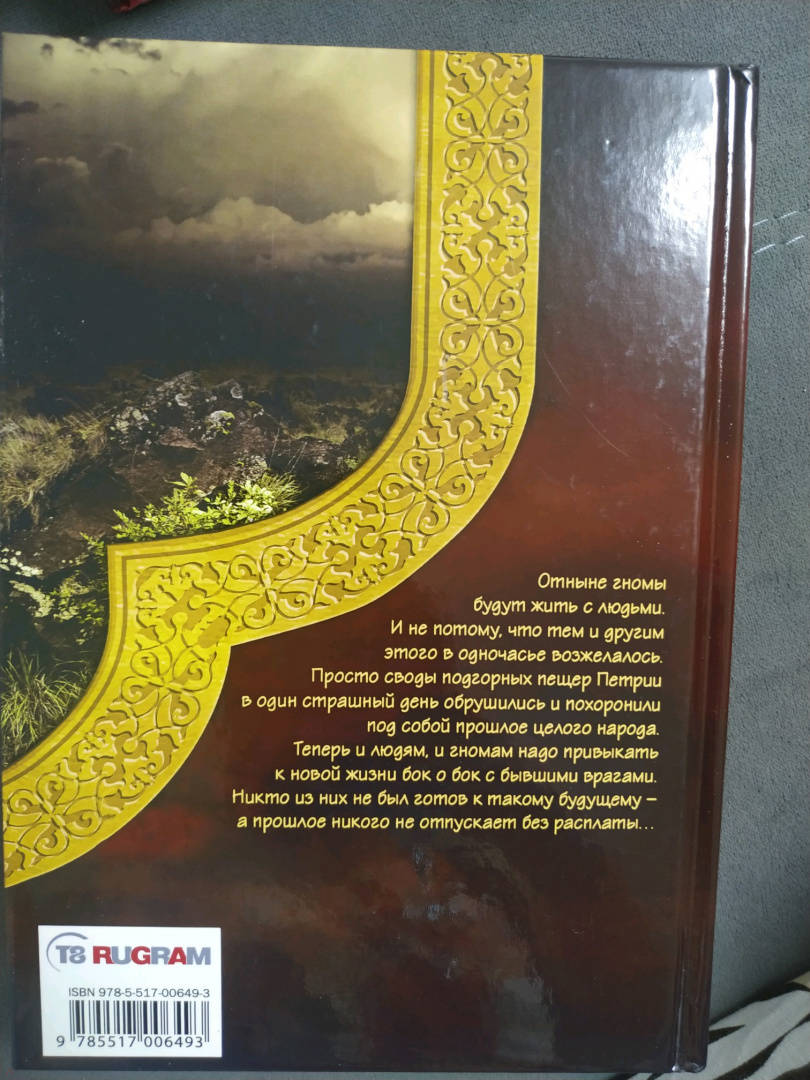 Отныне гномы
будут жить с людьми.
И не потому, что тем и другим
этого в одночасье возжелалось.
Просто своды подгорных пещер Петрии
в один страшный день обрушились и похоронили
под собой прошлое целого народа.
Теперь и людям, и гномам надо привыкать
к новой жизни бок о бок с бывшими врагами.
Никто из них не был готов к такому будущему –
а прошлое никого не отпускает без расплаты...
T8 RUGRAM
ISBN 978-5-517-00649-3
9 785517 006493